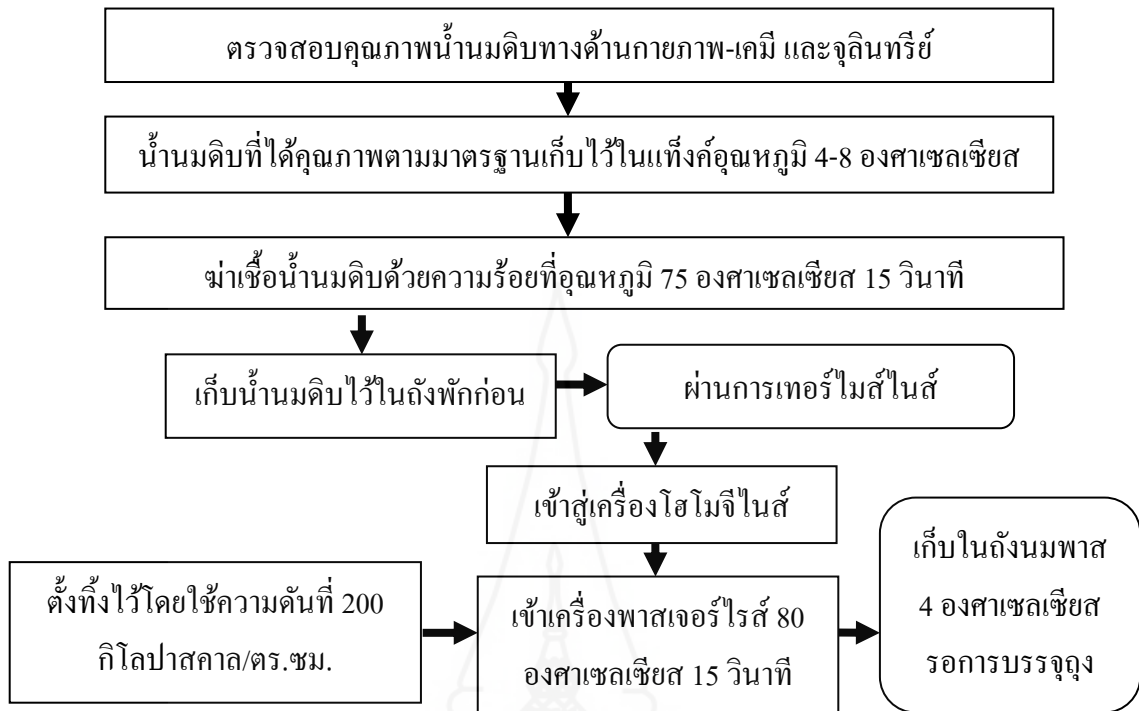 ตรวจสอบคุณภาพน้ำนมดิบทางด้านกายภาพ-เคมี และจุลินทรีย์
น้ำนมดิบที่ได้คุณภาพตามมาตรฐานเก็บไว้ในแท็งค์อุณหภูมิ 4-8 องศาเซลเซียส
ฆ่าเชื้อน้ำนมดิบด้วยความร้อยที่อุณหภูมิ 75 องศาเซลเซียส 15 วินาที
เก็บน้ำนมดิบไว้ในถังพักก่อน
ผ่านการเทอร์ไมส์ไนส์
เข้าสู่เครื่องโฮโมจีไนส์
ตั้งทิ้งไว้โดยใช้ความดันที่ 200
กิโลปาสคาล/ตร.ซม.
เข้าเครื่องพาสเจอร์ไรส์ 80
องศาเซลเซียส 15 วินาที
เก็บในถังนมพาส
4 องศาเซลเซียส
รอการบรรจุถุง